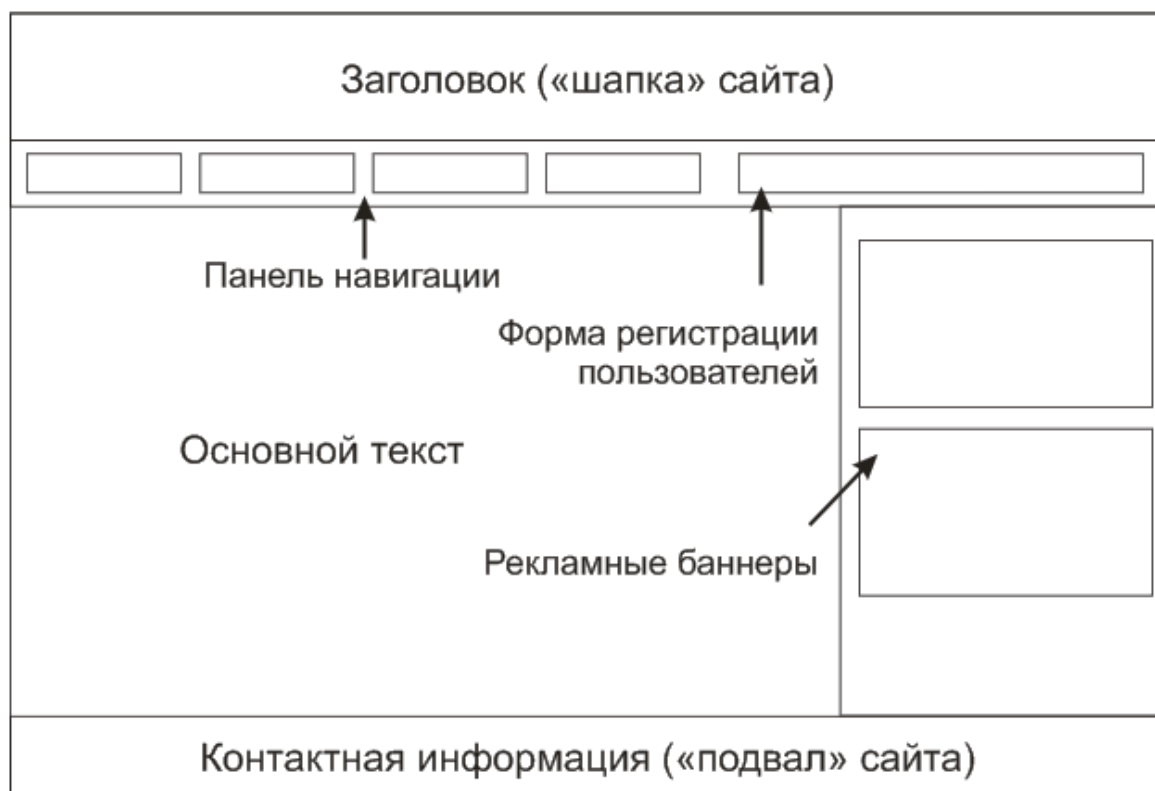 Заголовок («шапка» сайта)
Панель навигации
Форма регистрации
пользователей
Основной текст
Рекламные баннеры
Контактная информация («подвал» сайта)